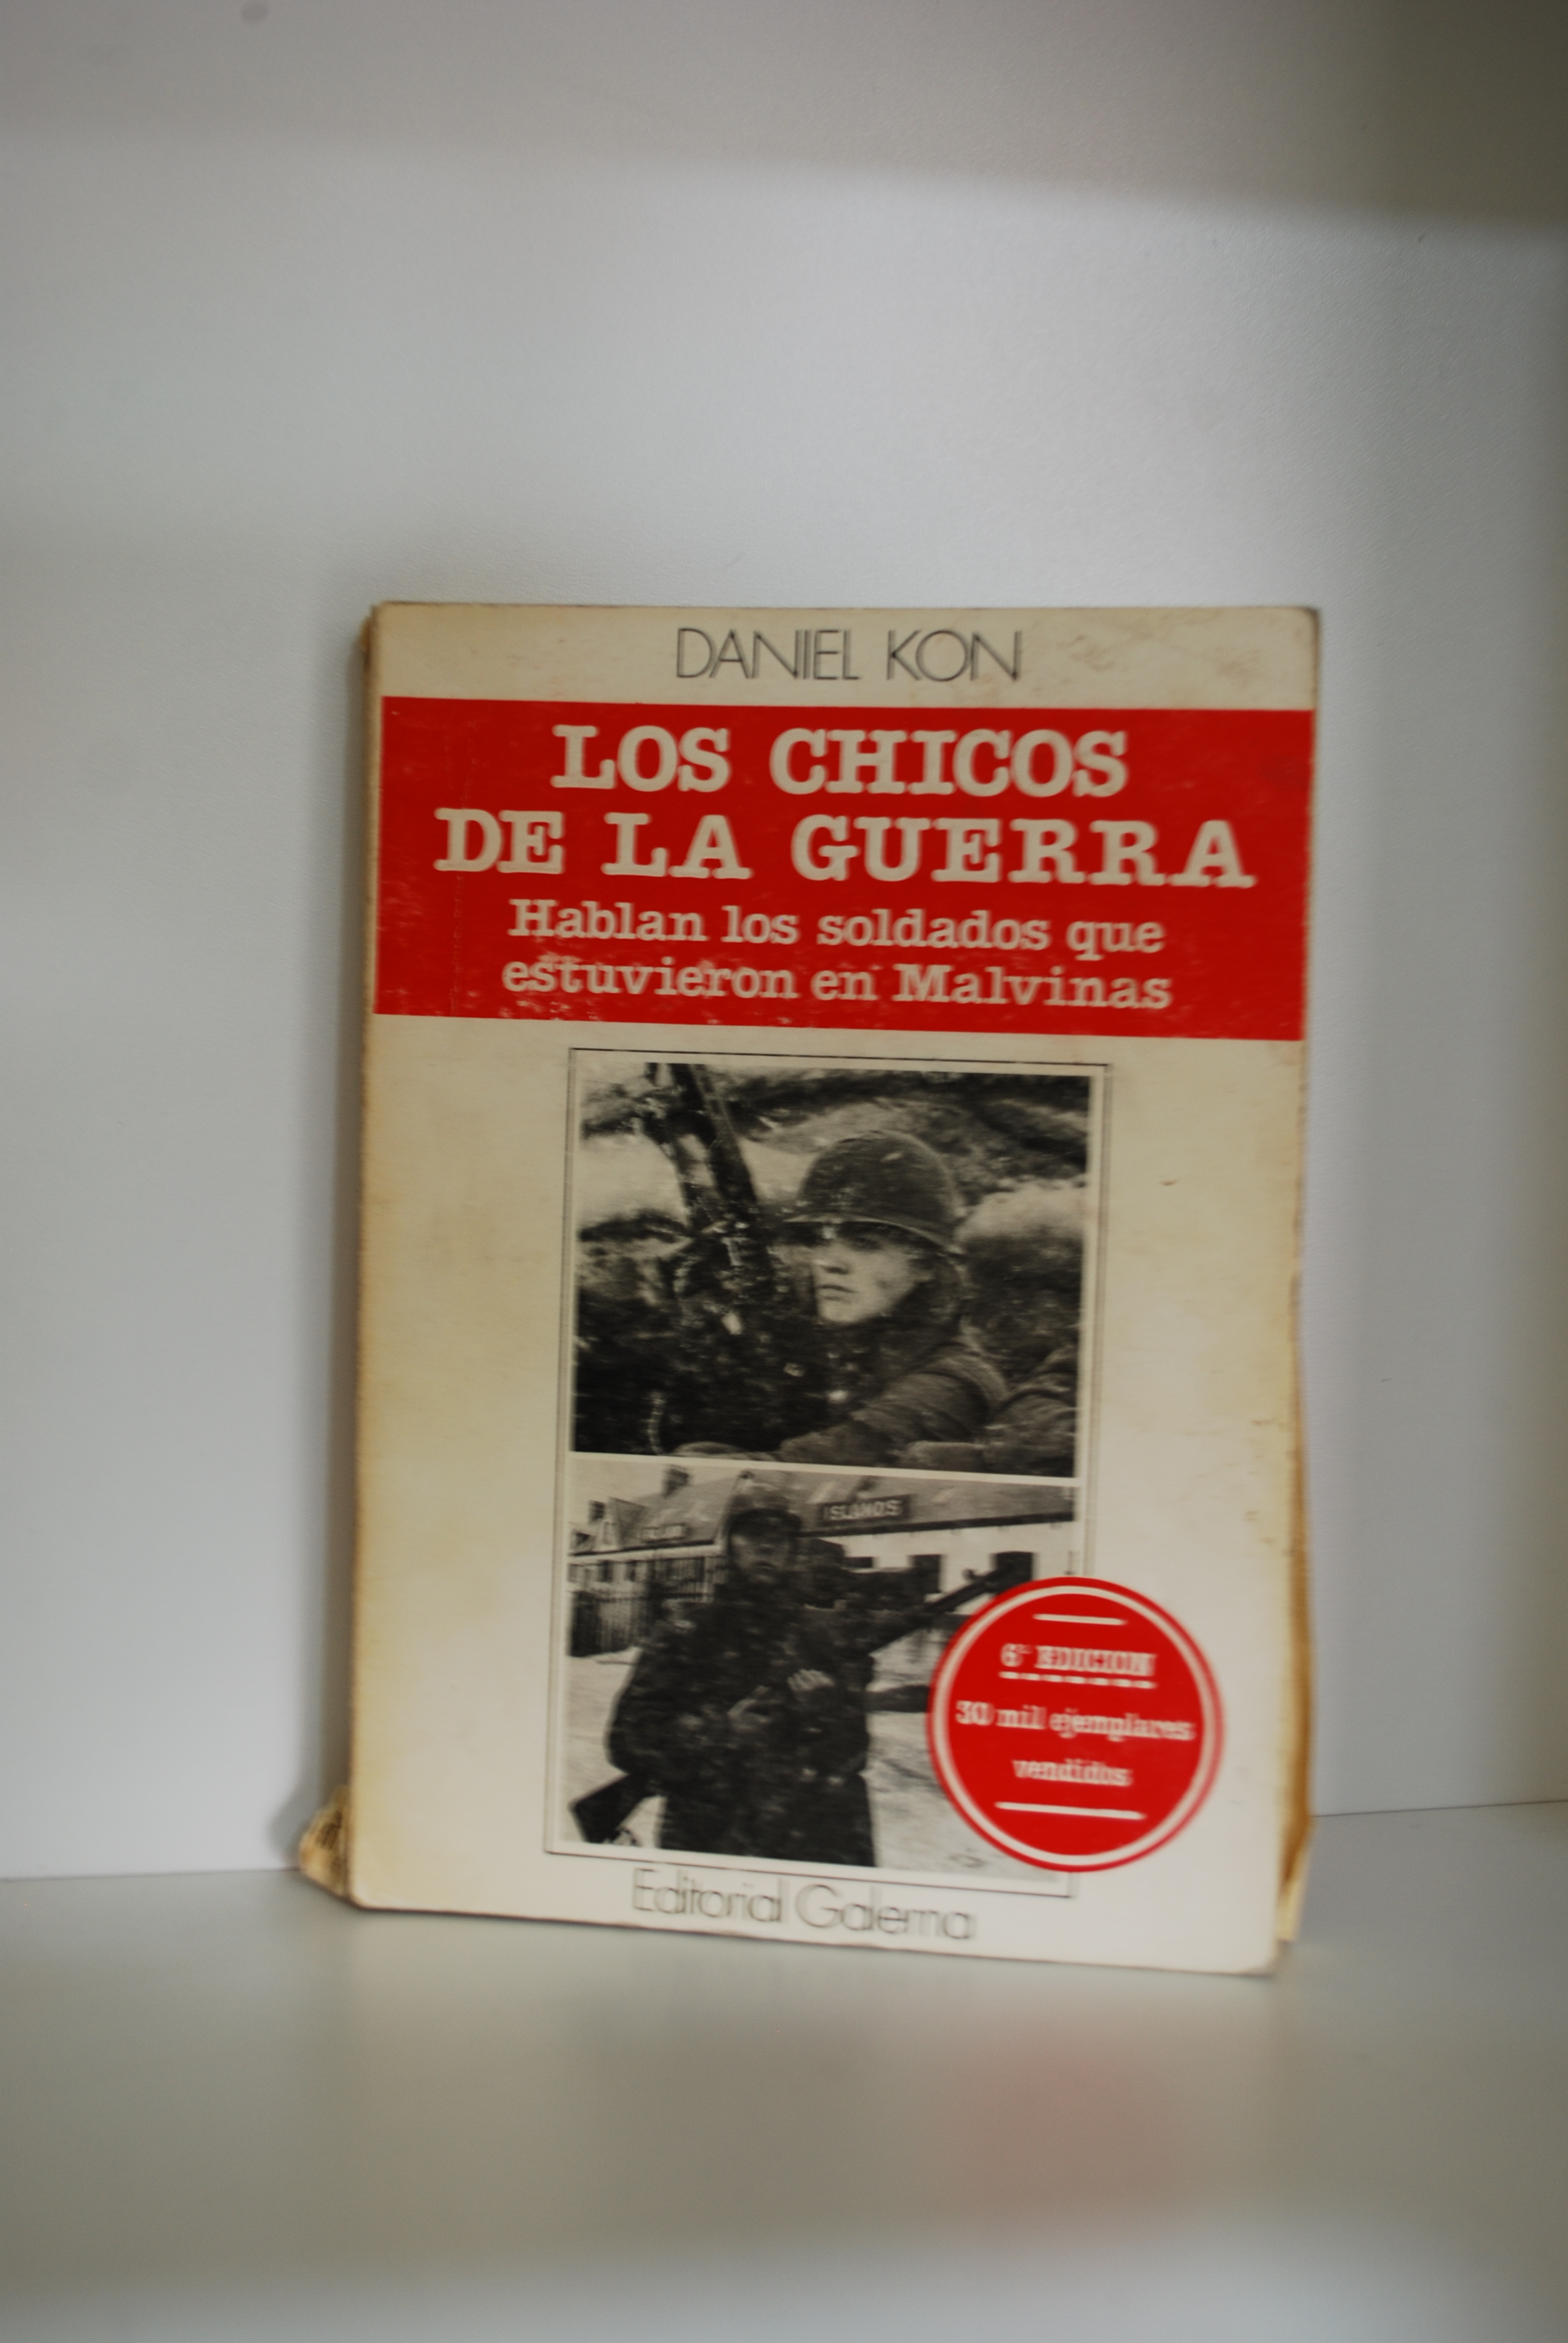 DANIEL KON
LOS CHICOS
DE LA GUERRA
Hablan los soldados que
estuvieron en Malvinas
ISLANDS
6ª EDICION
30 mil ejemplares
vendidos
Editorial Galerna